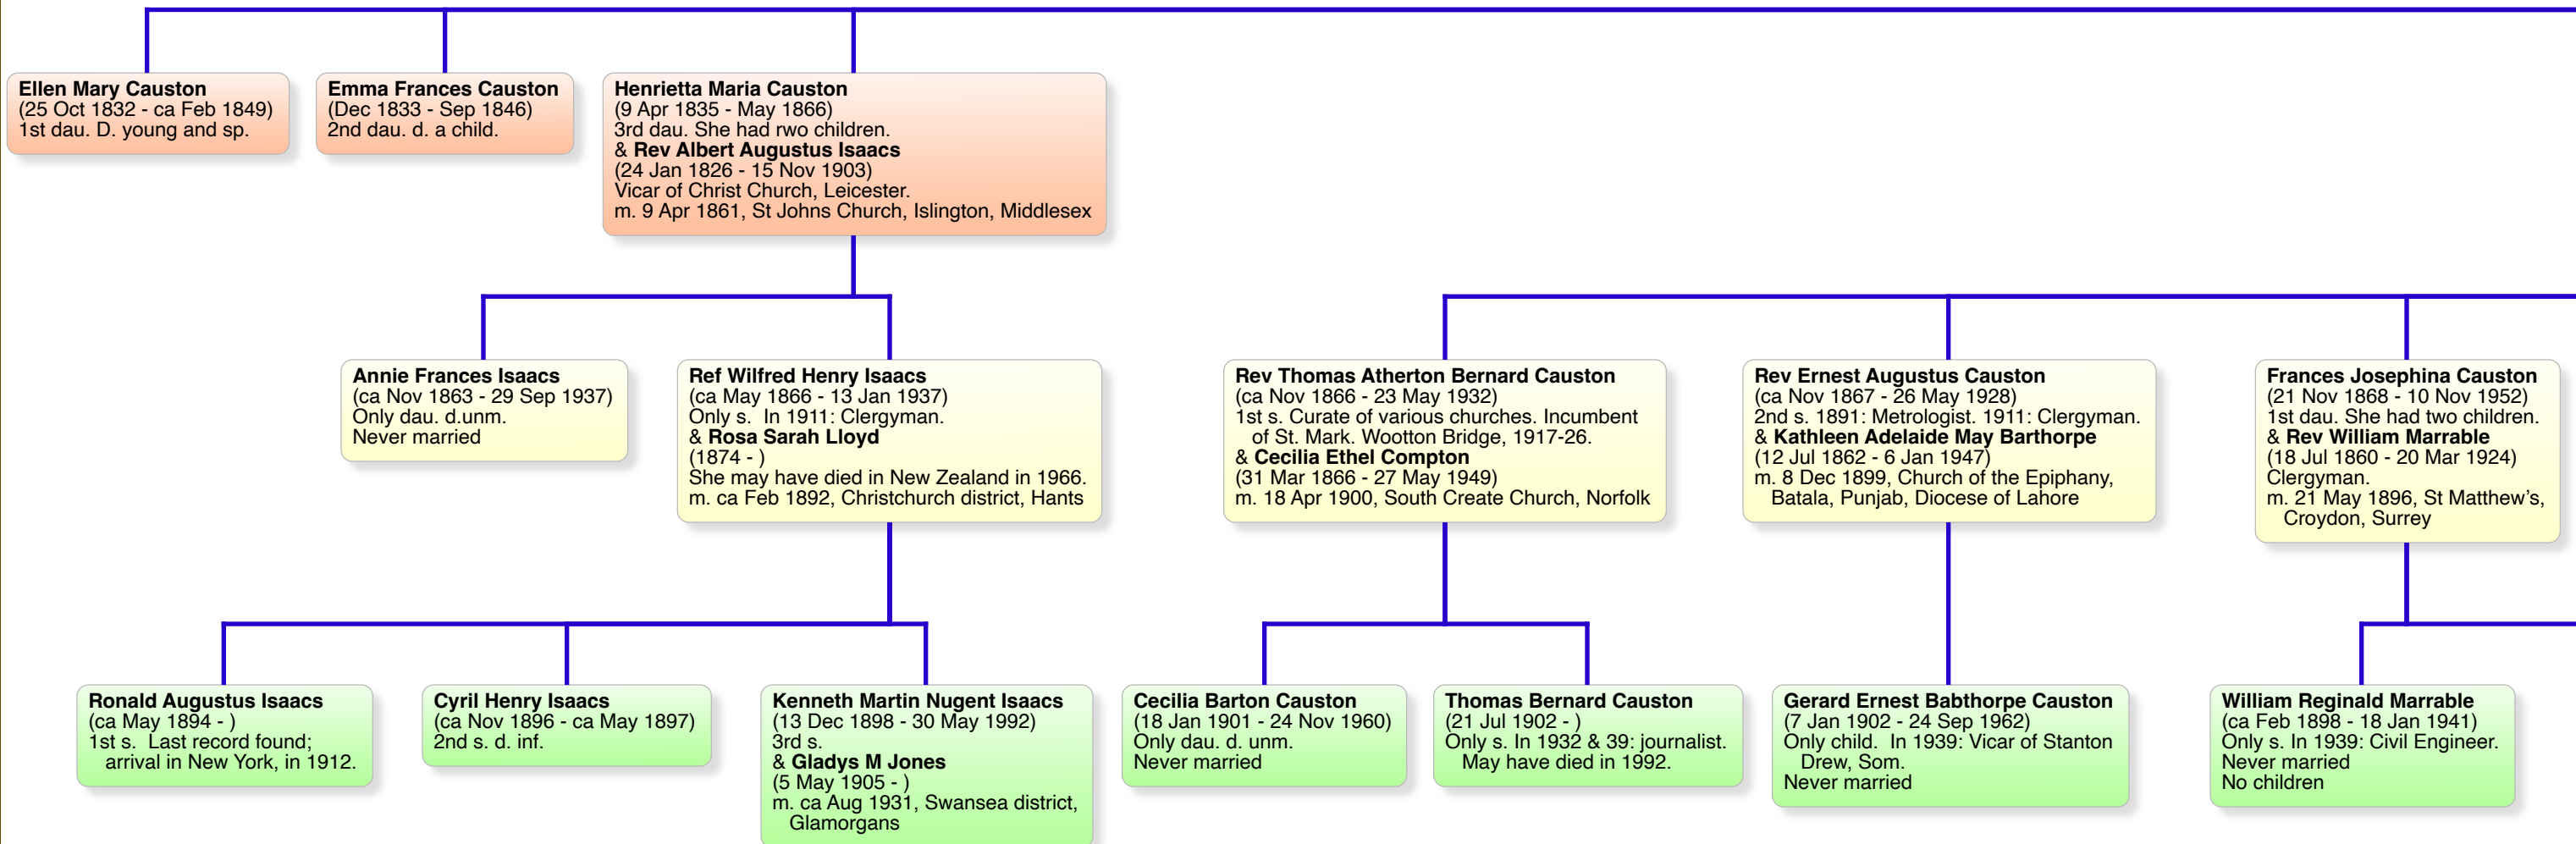 Ellen Mary Causton
(25 Oct 1832 - ca Feb 1849)
1st dau. D. young and sp.
Emma Frances Causton
(Dec 1833 - Sep 1846)
2nd dau. d. a child.
Henrietta Maria Causton
(9 Apr 1835 - May 1866)
3rd dau. She had rwo children.
& Rev Albert Augustus Isaacs
(24 Jan 1826 - 15 Nov 1903)
Vicar of Christ Church, Leicester.
m. 9 Apr 1861, St Johns Church, Islington, Middlesex
Annie Frances Isaacs
(ca Nov 1863 - 29 Sep 1937)
Only dau. d.unm.
Never married
Ref Wilfred Henry Isaacs
(ca May 1866 - 13 Jan 1937)
Only s.  In 1911: Clergyman.
& Rosa Sarah Lloyd
(1874 - )
She may have died in New Zealand in 1966.
m. ca Feb 1892, Christchurch district, Hants
Rev Thomas Atherton Bernard Causton
(ca Nov 1866 - 23 May 1932)
1st s. Curate of various churches. Incumbent
of St. Mark. Wootton Bridge, 1917-26.
& Cecilia Ethel Compton
(31 Mar 1866 - 27 May 1949)
m. 18 Apr 1900, South Create Church, Norfolk
Rev Ernest Augustus Causton
(ca Nov 1867 - 26 May 1928)
2nd s. 1891: Metrologist. 1911: Clergyman.
& Kathleen Adelaide May Barthorpe
(12 Jul 1862 - 6 Jan 1947)
m. 8 Dec 1899, Church of the Epiphany,
Batala, Punjab, Diocese of Lahore
Frances Josephina Causton
(21 Nov 1868 - 10 Nov 1952)
1st dau. She had two children.
& Rev William Marrable
(18 Jul 1860 - 20 Mar 1924)
Clergyman.
m. 21 May 1896, St Matthew's,
Croydon, Surrey
Ronald Augustus Isaacs
(ca May 1894 - )
1st s.  Last record found;
arrival in New York, in 1912.
Cyril Henry Isaacs
(ca Nov 1896 - ca May 1897)
2nd s. d. inf.
Kenneth Martin Nugent Isaacs
(13 Dec 1898 - 30 May 1992)
3rd s.
& Gladys M Jones
(5 May 1905 - )
m. ca Aug 1931, Swansea district,
Glamorgans
Cecilia Barton Causton
(18 Jan 1901 - 24 Nov 1960)
Only dau. d. unm.
Never married
Thomas Bernard Causton
(21 Jul 1902 - )
Only s. In 1932 & 39: journalist.
May have died in 1992.
Gerard Ernest Babthorpe Causton
(7 Jan 1902 - 24 Sep 1962)
Only child.  In 1939: Vicar of Stanton
Drew, Som.
Never married
William Reginald Marrable
(ca Feb 1898 - 18 Jan 1941)
Only s. In 1939: Civil Engineer.
Never married
No children